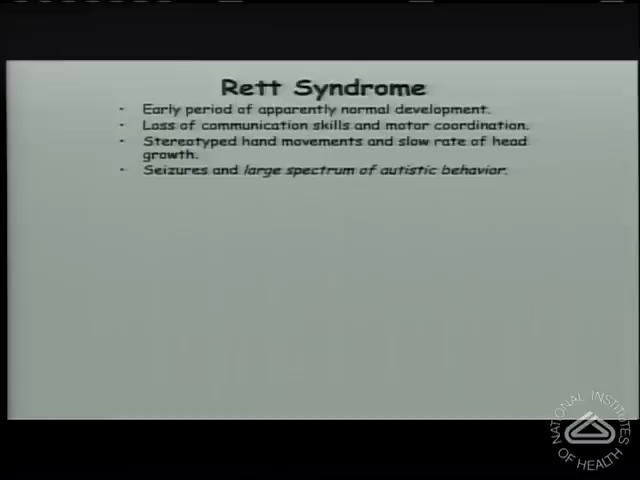 Rett Syndrome
• Early period of apparently normal development.
• Loss of communication skills and motor coordination.
• Stereotyped hand movements and slow rate of head
growth.
• Seizures and large spectrum of autistic behavior.
NATIONAL INSTITUTES
OF HEALTH